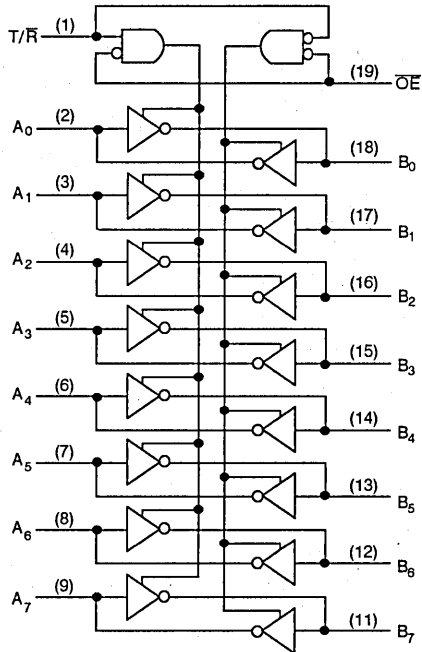 T/R̅ (1)
(19) O̅E̅
A₀ (2)
(18) B₀
A₁ (3)
(17) B₁
A₂ (4)
(16) B₂
A₃ (5)
(15) B₃
A₄ (6)
(14) B₄
A₅ (7)
(13) B₅
A₆ (8)
(12) B₆
A₇ (9)
(11) B₇